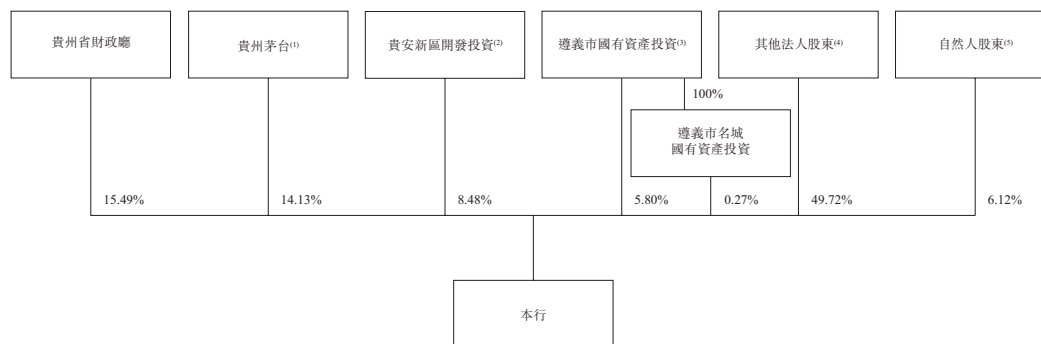 貴州省財政廳
貴州茅台(1)
貴安新區開發投資(2)
遵義市國有資產投資(3)
其他法人股東(4)
自然人股東(5)
100%
遵義市名城
國有資產投資
15.49%
14.13%
8.48%
5.80%
0.27%
49.72%
6.12%
本行